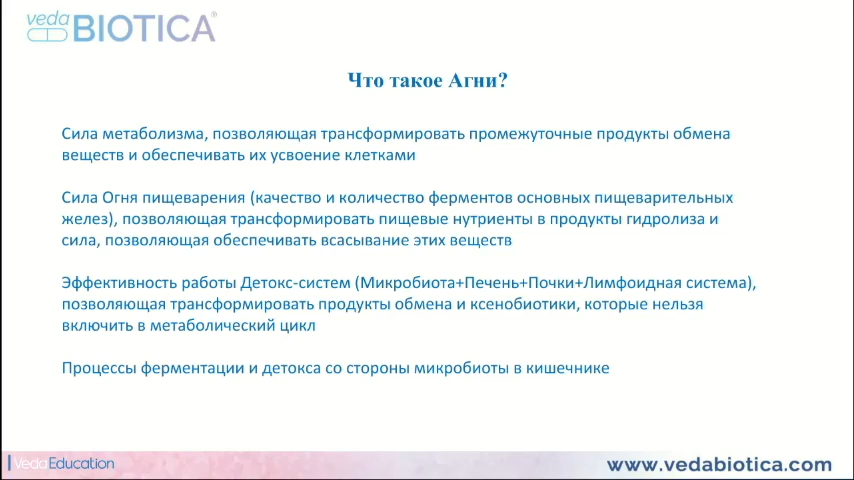 veda
BIOTICA®
Что такое Агни?
Сила метаболизма, позволяющая трансформировать промежуточные продукты обмена
веществ и обеспечивать их усвоение клетками
Сила Огня пищеварения (качество и количество ферментов основных пищеварительных
желез), позволяющая трансформировать пищевые нутриенты в продукты гидролиза и
сила, позволяющая обеспечивать всасывание этих веществ
Эффективность работы Детокс-систем (Микробиота+Печень+Почки+Лимфоидная система),
позволяющая трансформировать продукты обмена и ксенобиотики, которые нельзя
включить в метаболический цикл
Процессы ферментации и детокса со стороны микробиоты в кишечнике
VedaEducation
www.vedabiotica.com